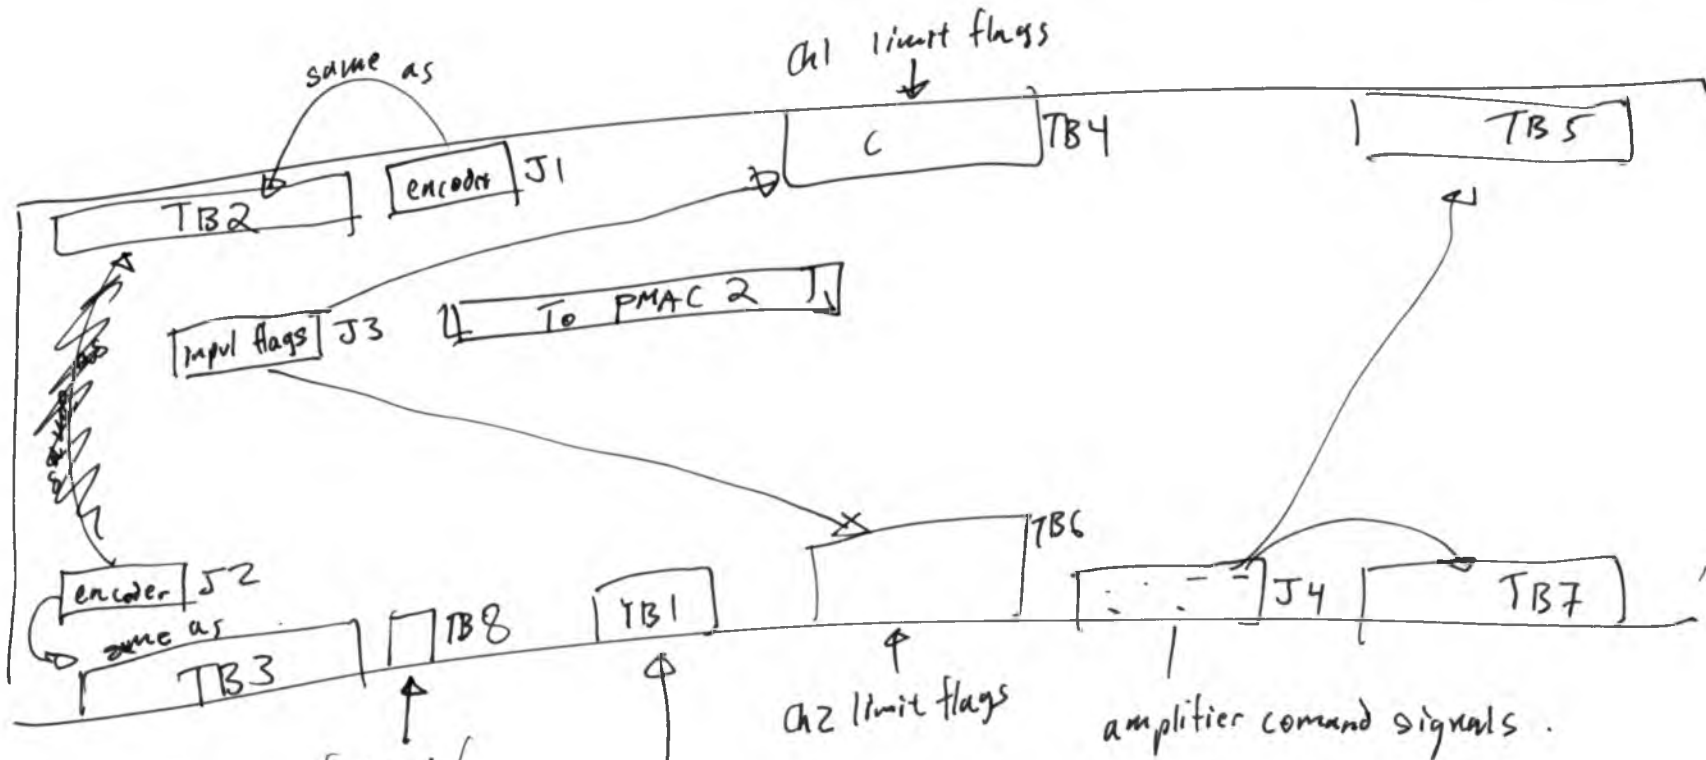 same as
Ch1 limit flags
TB2
encoder
J1
C
TB4
TB5
input flags
J3
To PMAC 2
encoder
J2
same as
TB3
TB8
TB1
TB6
J4
TB7
Ch2 limit flags
amplifier comand signals.